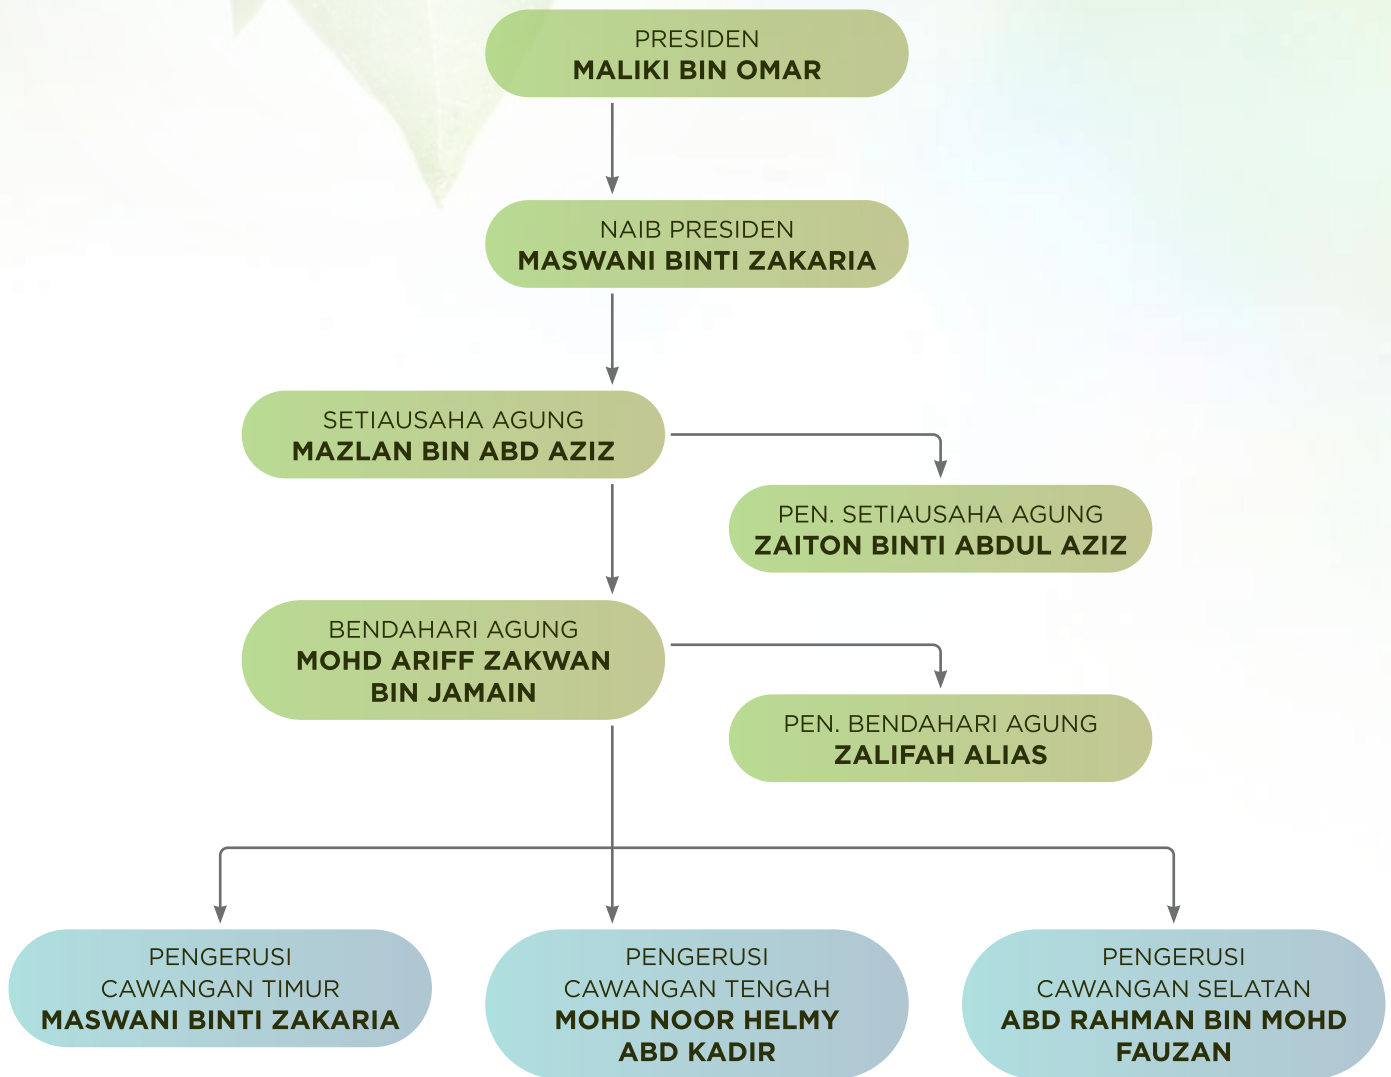 PRESIDEN
MALIKI BIN OMAR
NAIB PRESIDEN
MASWANI BINTI ZAKARIA
SETIAUSAHA AGUNG
MAZLAN BIN ABD AZIZ
PEN. SETIAUSAHA AGUNG
ZAITON BINTI ABDUL AZIZ
BENDAHARI AGUNG
MOHD ARIFF ZAKWAN
BIN JAMAIN
PEN. BENDAHARI AGUNG
ZALIFAH ALIAS
PENGERUSI
CAWANGAN TIMUR
MASWANI BINTI ZAKARIA
PENGERUSI
CAWANGAN TENGAH
MOHD NOOR HELMY
ABD KADIR
PENGERUSI
CAWANGAN SELATAN
ABD RAHMAN BIN MOHD
FAUZAN